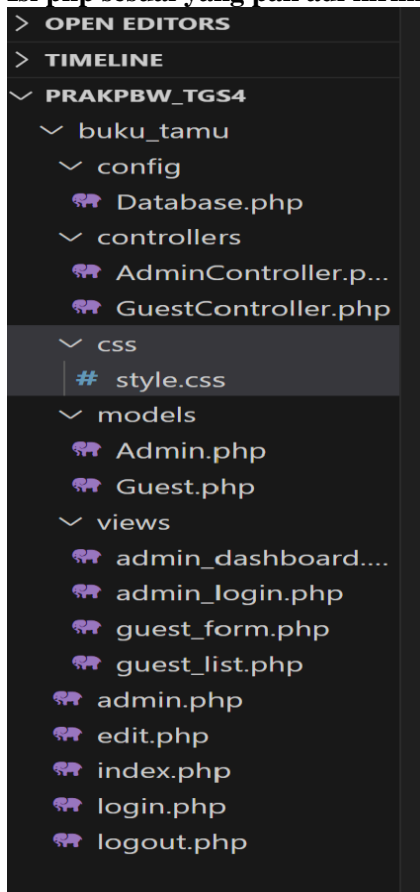 > OPEN EDITORS
> TIMELINE
PRAKPBW_TGS4
buku_tamu
config
Database.php
controllers
AdminController.p...
GuestController.php
css
# style.css
models
Admin.php
Guest.php
views
admin_dashboard....
admin_login.php
guest_form.php
guest_list.php
admin.php
edit.php
index.php
login.php
logout.php